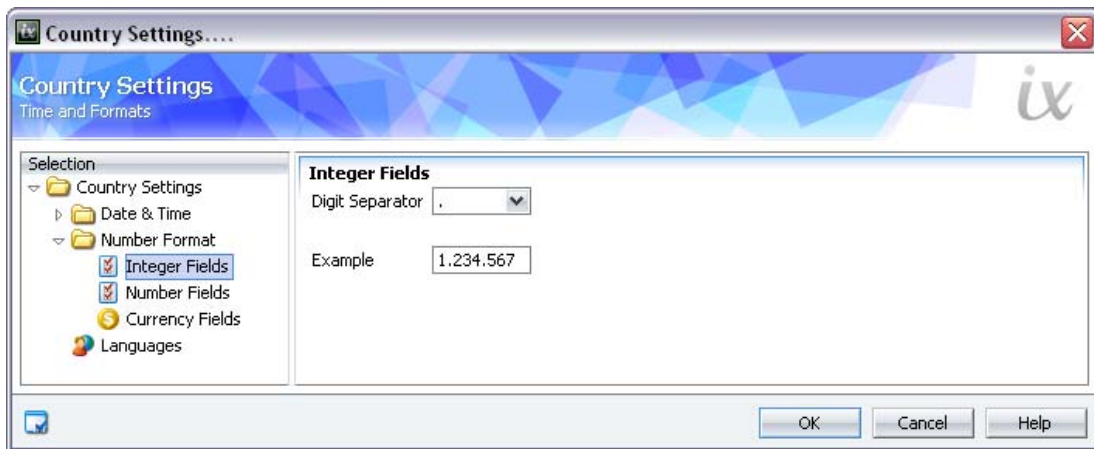 ix Country Settings....
Country Settings
Time and Formats
ix
Selection
Country Settings
Date & Time
Number Format
Integer Fields
Number Fields
Currency Fields
Languages
Integer Fields
Digit Separator .
Example 1.234.567
OK Cancel Help